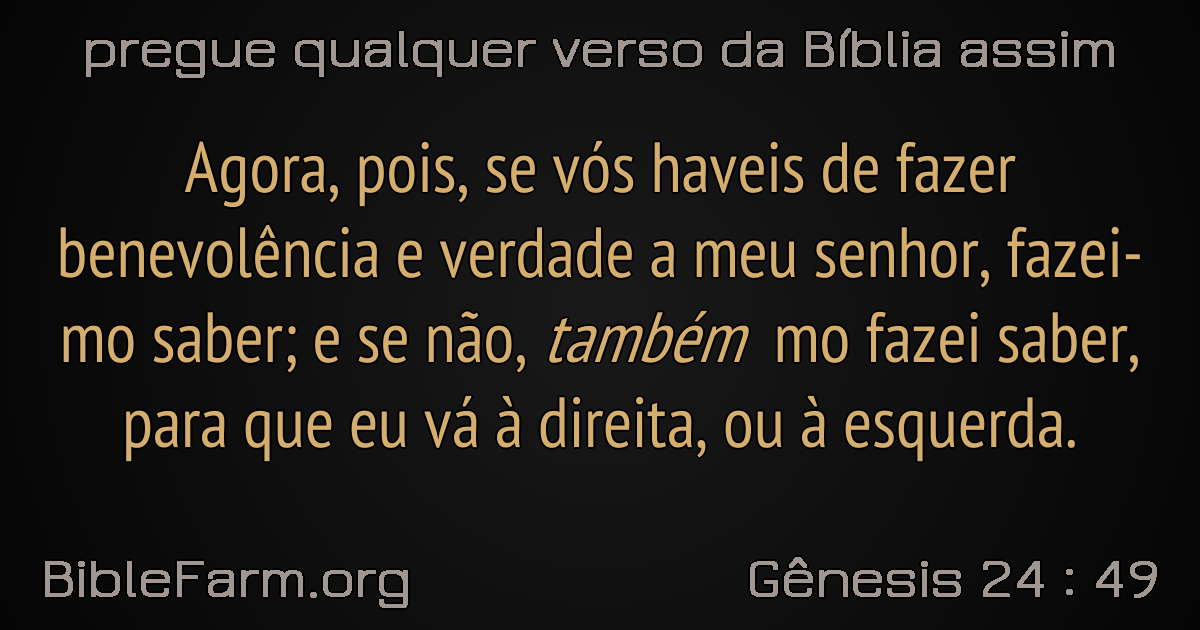 pregue qualquer verso da Bíblia assim
Agora, pois, se vós haveis de fazer
benevolência e verdade a meu senhor, fazei-
mo saber; e se não, também mo fazei saber,
para que eu vá à direita, ou à esquerda.
BibleFarm.org
Gênesis 24 : 49